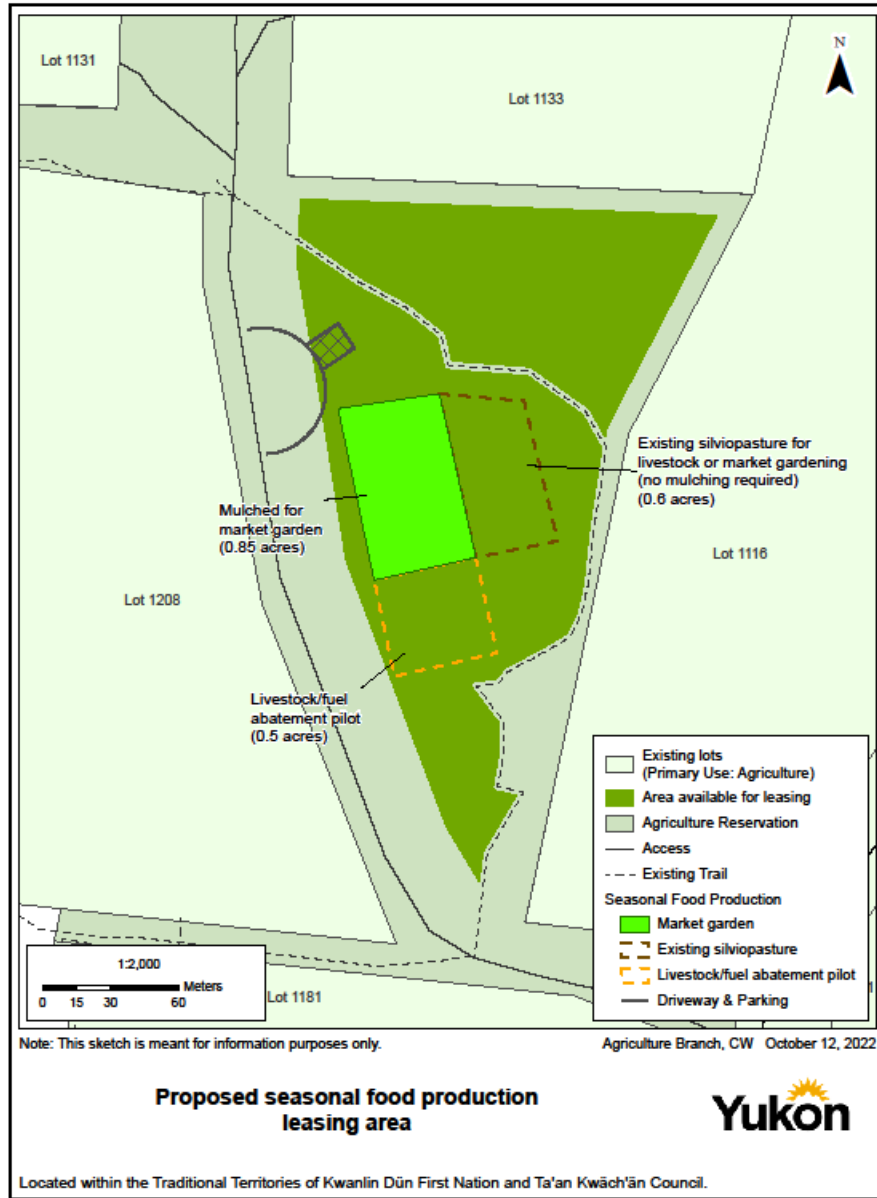 Lot 1131
Lot 1133
N
Existing silviopasture for
livestock or market gardening
(no mulching required)
(0.6 acres)
Mulched for
market garden
(0.85 acres)
Lot 1116
Lot 1208
Livestock/fuel
abatement pilot
(0.5 acres)
Existing lots
(Primary Use: Agriculture)
Area available for leasing
Agriculture Reservation
Access
Existing Trail
Seasonal Food Production
Market garden
Existing silviopasture
Livestock/fuel abatement pilot
Driveway & Parking
1:2,000
Meters
0 15 30 60
Lot 1181
Note: This sketch is meant for information purposes only.
Agriculture Branch, CW October 12, 2022
Proposed seasonal food production
leasing area
Yukon
Located within the Traditional Territories of Kwanlin Dün First Nation and Ta'an Kwäch'än Council.